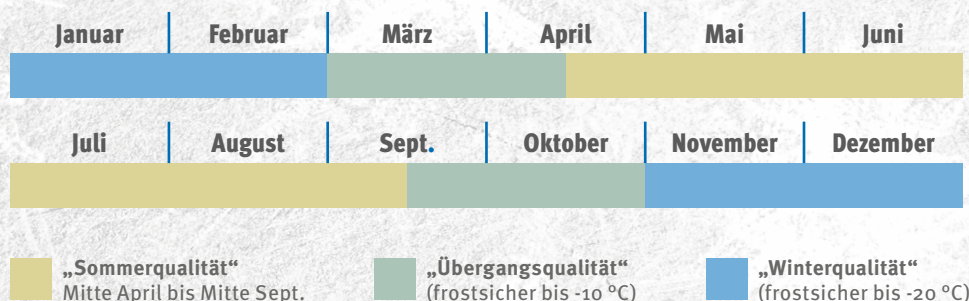 Januar Februar März April Mai Juni
Juli August Sept. Oktober November Dezember
„Sommerqualität“
Mitte April bis Mitte Sept.
„Übergangsqualität“
(frostsicher bis -10 °C)
„Winterqualität“
(frostsicher bis -20 °C)